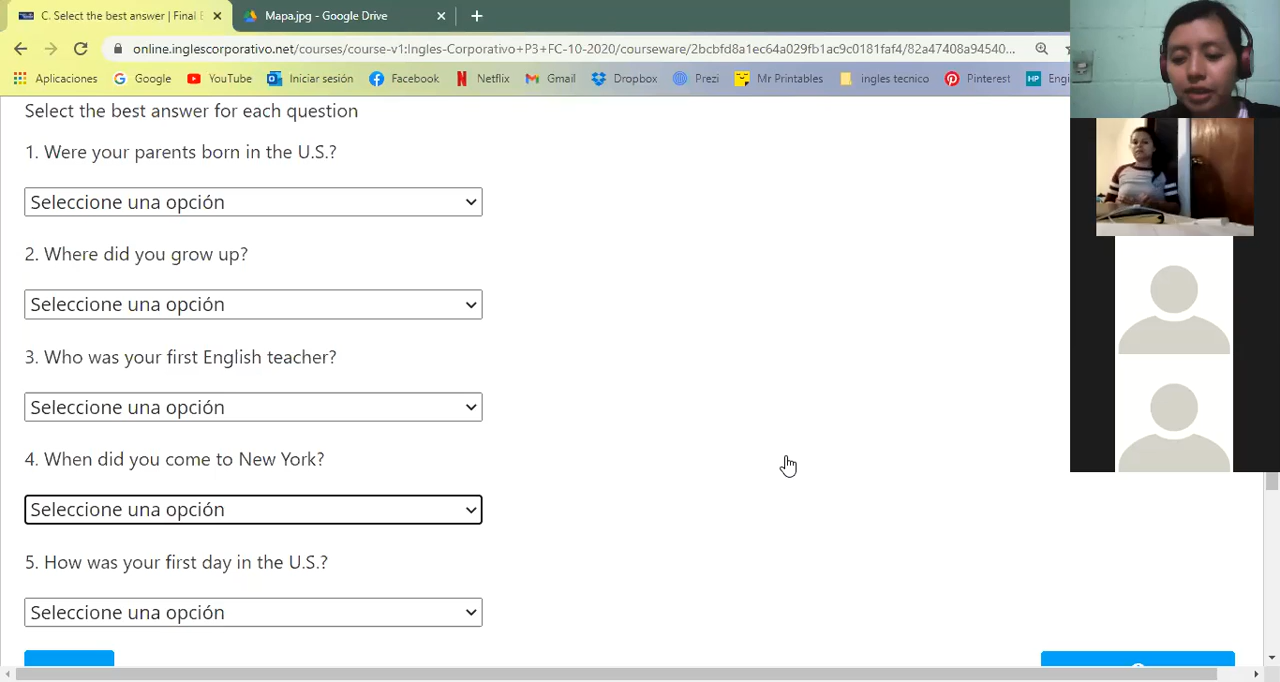 C. Select the best answer | Final E
Mapa.jpg - Google Drive
online.inglescorporativo.net/courses/course-v1:Ingles-Corporativo+P3+FC-10-2020/courseware/2bcbfd8a1ec64a029fb1ac9c0181faf4/82a47408a94540...
Aplicaciones Google YouTube Iniciar sesión Facebook Netflix Gmail Dropbox Prezi Mr Printables ingles tecnico Pinterest HP Engi
Select the best answer for each question
1. Were your parents born in the U.S.?
Seleccione una opción
2. Where did you grow up?
Seleccione una opción
3. Who was your first English teacher?
Seleccione una opción
4. When did you come to New York?
Seleccione una opción
5. How was your first day in the U.S.?
Seleccione una opción